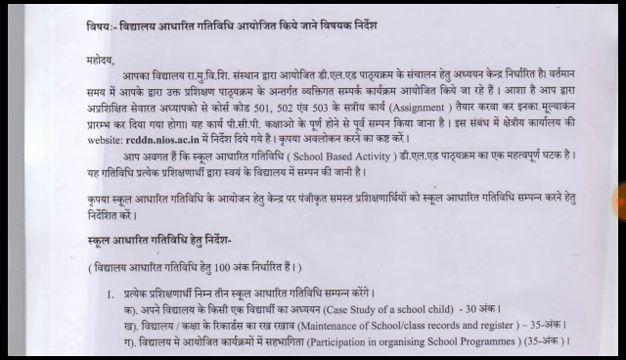 विषयः- विद्यालय आधारित गतिविधि आयोजित किये जाने विषयक निर्देश
महोदय,
आपका विद्यालय रा.मु.वि.शि. संस्थान द्वारा आयोजित डी.एल.एड पाठ्यक्रम के संचालन हेतु अध्ययन केन्द्र निर्धारित है। वर्तमान
समय में आपके द्वारा उक्त प्रशिक्षण पाठ्यक्रम के अन्तर्गत व्यक्तिगत सम्पर्क कार्यक्रम आयोजित किये जा रहे हैं । आशा है आप द्वारा
अप्रशिक्षित सेवारत अध्यापको से कोर्स कोड 501, 502 एंव 503 के सत्रीय कार्य (Assignment ) तैयार करवा कर इनका मूल्याकंन
प्रारम्भ कर दिया गया होगा। यह कार्य पी.सी.पी. कक्षाओ के पूर्ण होने से पूर्व सम्पन किया जाना है । इस संबंध में क्षेत्रीय कार्यालय की
website: rcddn.nios.ac.in में निर्देश दिये गये है । कृपया अवलोकन करने का कष्ट करें ।
आप अवगत हैं कि स्कूल आधारित गतिविधि ( School Based Activity ) डी.एल.एड पाठ्यक्रम का एक महत्वपूर्ण घटक है ।
यह गतिविधि प्रत्येक प्रशिक्षणार्थी द्वारा स्वयं के विद्यालय में सम्पन की जानी है ।
कृपया स्कूल आधारित गतिविधि के आयोजन हेतु केन्द्र पर पंजीकृत समस्त प्रशिक्षणार्थियों को स्कूल आधारित गतिविधि सम्पन्न करने हेतु
निर्देशित करें ।
स्कूल आधारित गतिविधि हेतु निर्देश-
( विद्यालय आधारित गतिविधि हेतु 100 अंक निर्धारित हैं। )
1. प्रत्येक प्रशिक्षणार्थी निम्न तीन स्कूल आधारित गतिविधि सम्पन्न करेंगे ।
क). अपने विद्यालय के किसी एक विद्यार्थी का अध्ययन (Case Study of a school child) - 30 अंक ।
ख). विद्यालय / कक्षा के रिकार्डस का रख रखाव (Maintenance of School/class records and register ) – 35-अंक ।
ग). विद्यालय मे आयोजित कार्यक्रमों में सहभागिता (Participation in organising School Programmes ) (35-अंक ) ।